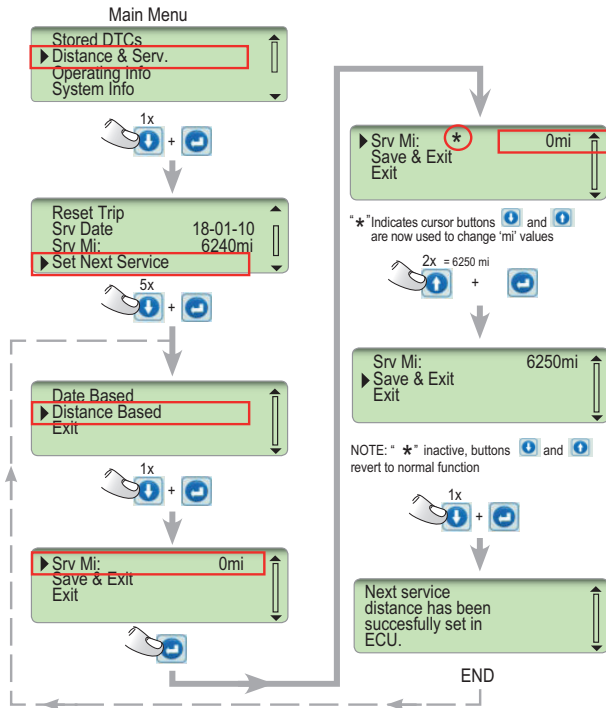 Main Menu
Stored DTCs
Distance & Serv.
Operating Info
System Info
1x
+
Reset Trip
Srv Date 18-01-10
Srv Mi: 6240mi
Set Next Service
5x
+
Date Based
Distance Based
Exit
1x
+
Srv Mi: 0mi
Save & Exit
Exit
Srv Mi: * 0mi
Save & Exit
Exit
"*" Indicates cursor buttons and
are now used to change 'mi' values
2x = 6250 mi
+
Srv Mi: 6250mi
Save & Exit
Exit
NOTE: " *" inactive, buttons and
revert to normal function
1x
+
Next service
distance has been
succesfully set in
ECU.
END